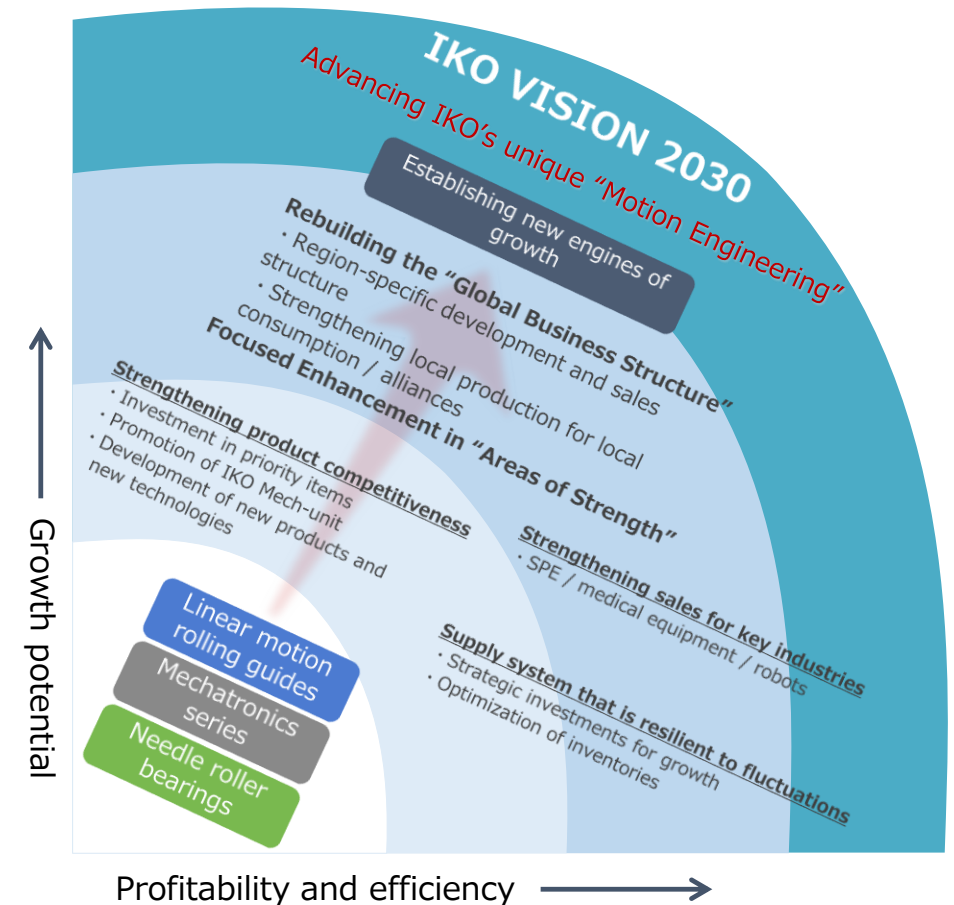 IKO VISION 2030
Advancing IKO's unique “Motion Engineering”
Establishing new engines of
growth
Rebuilding the “Global Business Structure”
・Region-specific development and sales
structure
・Strengthening local production for local
consumption / alliances
Focused Enhancement in “Areas of Strength”
Strengthening product competitiveness
・Investment in priority items
・Promotion of IKO Mech-unit
・Development of new products and
new technologies
Strengthening sales for key industries
・SPE / medical equipment / robots
Supply system that is resilient to fluctuations
・Strategic investments for growth
・Optimization of inventories
Linear motion
rolling guides
Mechatronics
series
Needle roller
bearings
Growth potential
Profitability and efficiency